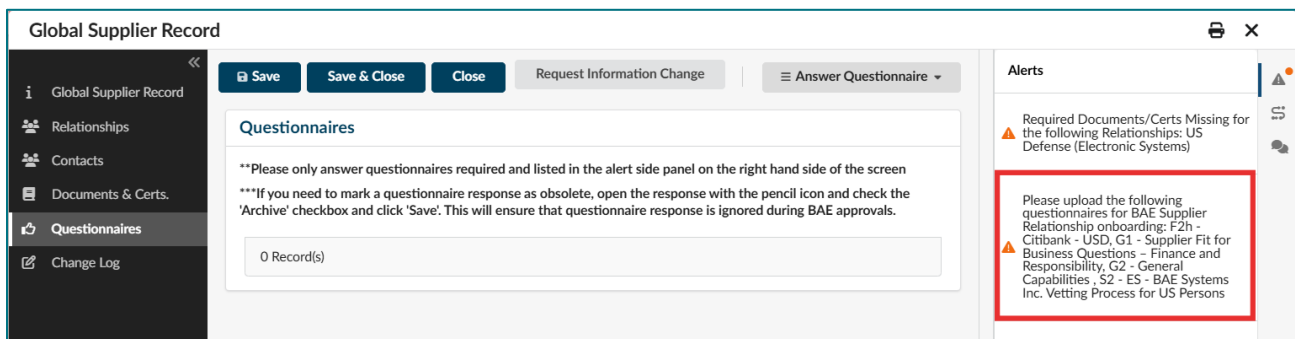 Global Supplier Record
Global Supplier Record
Relationships
Contacts
Documents & Certs.
Questionnaires
Change Log
Save
Save & Close
Close
Request Information Change
Answer Questionnaire
Questionnaires
**Please only answer questionnaires required and listed in the alert side panel on the right hand side of the screen
***If you need to mark a questionnaire response as obsolete, open the response with the pencil icon and check the
'Archive' checkbox and click 'Save'. This will ensure that questionnaire response is ignored during BAE approvals.
0 Record(s)
Alerts
Required Documents/Certs Missing for
the following Relationships: US
Defense (Electronic Systems)
Please upload the following
questionnaires for BAE Supplier
Relationship onboarding: F2h -
Citibank - USD, G1 - Supplier Fit for
Business Questions – Finance and
Responsibility, G2 - General
Capabilities , S2 - ES - BAE Systems
Inc. Vetting Process for US Persons